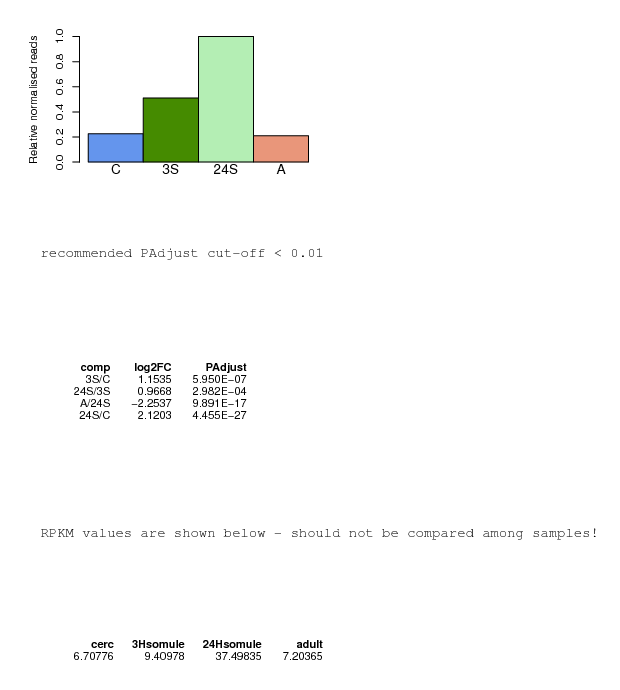 Relative normalised reads
1.0
0.8
0.6
0.4
0.2
0.0
C 3S 24S A
recommended PAdjust cut-off < 0.01
comp log2FC PAdjust
3S/C 1.1535 5.950E−07
24S/3S 0.9668 2.982E−04
A/24S −2.2537 9.891E−17
24S/C 2.1203 4.455E−27
RPKM values are shown below - should not be compared among samples!
cerc 3Hsomule 24Hsomule adult
6.70776 9.40978 37.49835 7.20365